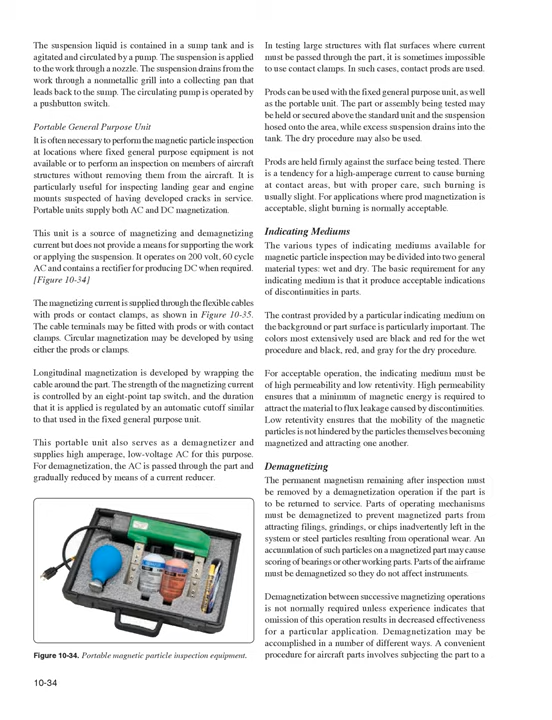 The suspension liquid is contained in a sump tank and is
agitated and circulated by a pump. The suspension is applied
to the work through a nozzle. The suspension drains from the
work through a nonmetallic grill into a collecting pan that
leads back to the sump. The circulating pump is operated by
a pushbutton switch.
Portable General Purpose Unit
It is often necessary to perform the magnetic particle inspection
at locations where fixed general purpose equipment is not
available or to perform an inspection on members of aircraft
structures without removing them from the aircraft. It is
particularly useful for inspecting landing gear and engine
mounts suspected of having developed cracks in service.
Portable units supply both AC and DC magnetization.
This unit is a source of magnetizing and demagnetizing
current but does not provide a means for supporting the work
or applying the suspension. It operates on 200 volt, 60 cycle
AC and contains a rectifier for producing DC when required.
[Figure 10-34]
The magnetizing current is supplied through the flexible cables
with prods or contact clamps, as shown in Figure 10-35.
The cable terminals may be fitted with prods or with contact
clamps. Circular magnetization may be developed by using
either the prods or clamps.
Longitudinal magnetization is developed by wrapping the
cable around the part. The strength of the magnetizing current
is controlled by an eight-point tap switch, and the duration
that it is applied is regulated by an automatic cutoff similar
to that used in the fixed general purpose unit.
This portable unit also serves as a demagnetizer and
supplies high amperage, low-voltage AC for this purpose.
For demagnetization, the AC is passed through the part and
gradually reduced by means of a current reducer.
Figure 10-34. Portable magnetic particle inspection equipment.
In testing large structures with flat surfaces where current
must be passed through the part, it is sometimes impossible
to use contact clamps. In such cases, contact prods are used.
Prods can be used with the fixed general purpose unit, as well
as the portable unit. The part or assembly being tested may
be held or secured above the standard unit and the suspension
hosed onto the area, while excess suspension drains into the
tank. The dry procedure may also be used.
Prods are held firmly against the surface being tested. There
is a tendency for a high-amperage current to cause burning
at contact areas, but with proper care, such burning is
usually slight. For applications where prod magnetization is
acceptable, slight burning is normally acceptable.
Indicating Mediums
The various types of indicating mediums available for
magnetic particle inspection may be divided into two general
material types: wet and dry. The basic requirement for any
indicating medium is that it produce acceptable indications
of discontinuities in parts.
The contrast provided by a particular indicating medium on
the background or part surface is particularly important. The
colors most extensively used are black and red for the wet
procedure and black, red, and gray for the dry procedure.
For acceptable operation, the indicating medium must be
of high permeability and low retentivity. High permeability
ensures that a minimum of magnetic energy is required to
attract the material to flux leakage caused by discontinuities.
Low retentivity ensures that the mobility of the magnetic
particles is not hindered by the particles themselves becoming
magnetized and attracting one another.
Demagnetizing
The permanent magnetism remaining after inspection must
be removed by a demagnetization operation if the part is
to be returned to service. Parts of operating mechanisms
must be demagnetized to prevent magnetized parts from
attracting filings, grindings, or chips inadvertently left in the
system or steel particles resulting from operational wear. An
accumulation of such particles on a magnetized part may cause
scoring of bearings or other working parts. Parts of the airframe
must be demagnetized so they do not affect instruments.
Demagnetization between successive magnetizing operations
is not normally required unless experience indicates that
omission of this operation results in decreased effectiveness
for a particular application. Demagnetization may be
accomplished in a number of different ways. A convenient
procedure for aircraft parts involves subjecting the part to a
10-34